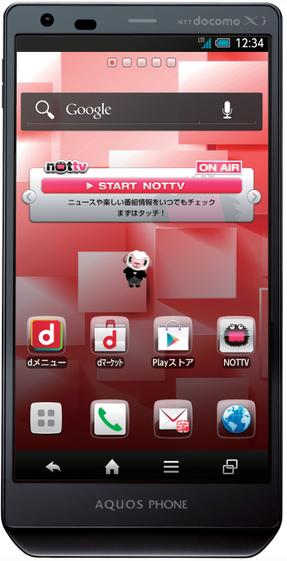 NTT docomo Xi
LTE 12:34
Google
nottv ON AIR
START NOTTV
ニュースや楽しい番組情報をいつでもチェック
まずはタッチ!
dメニュー dマーケット Playストア NOTTV
AQUOS PHONE